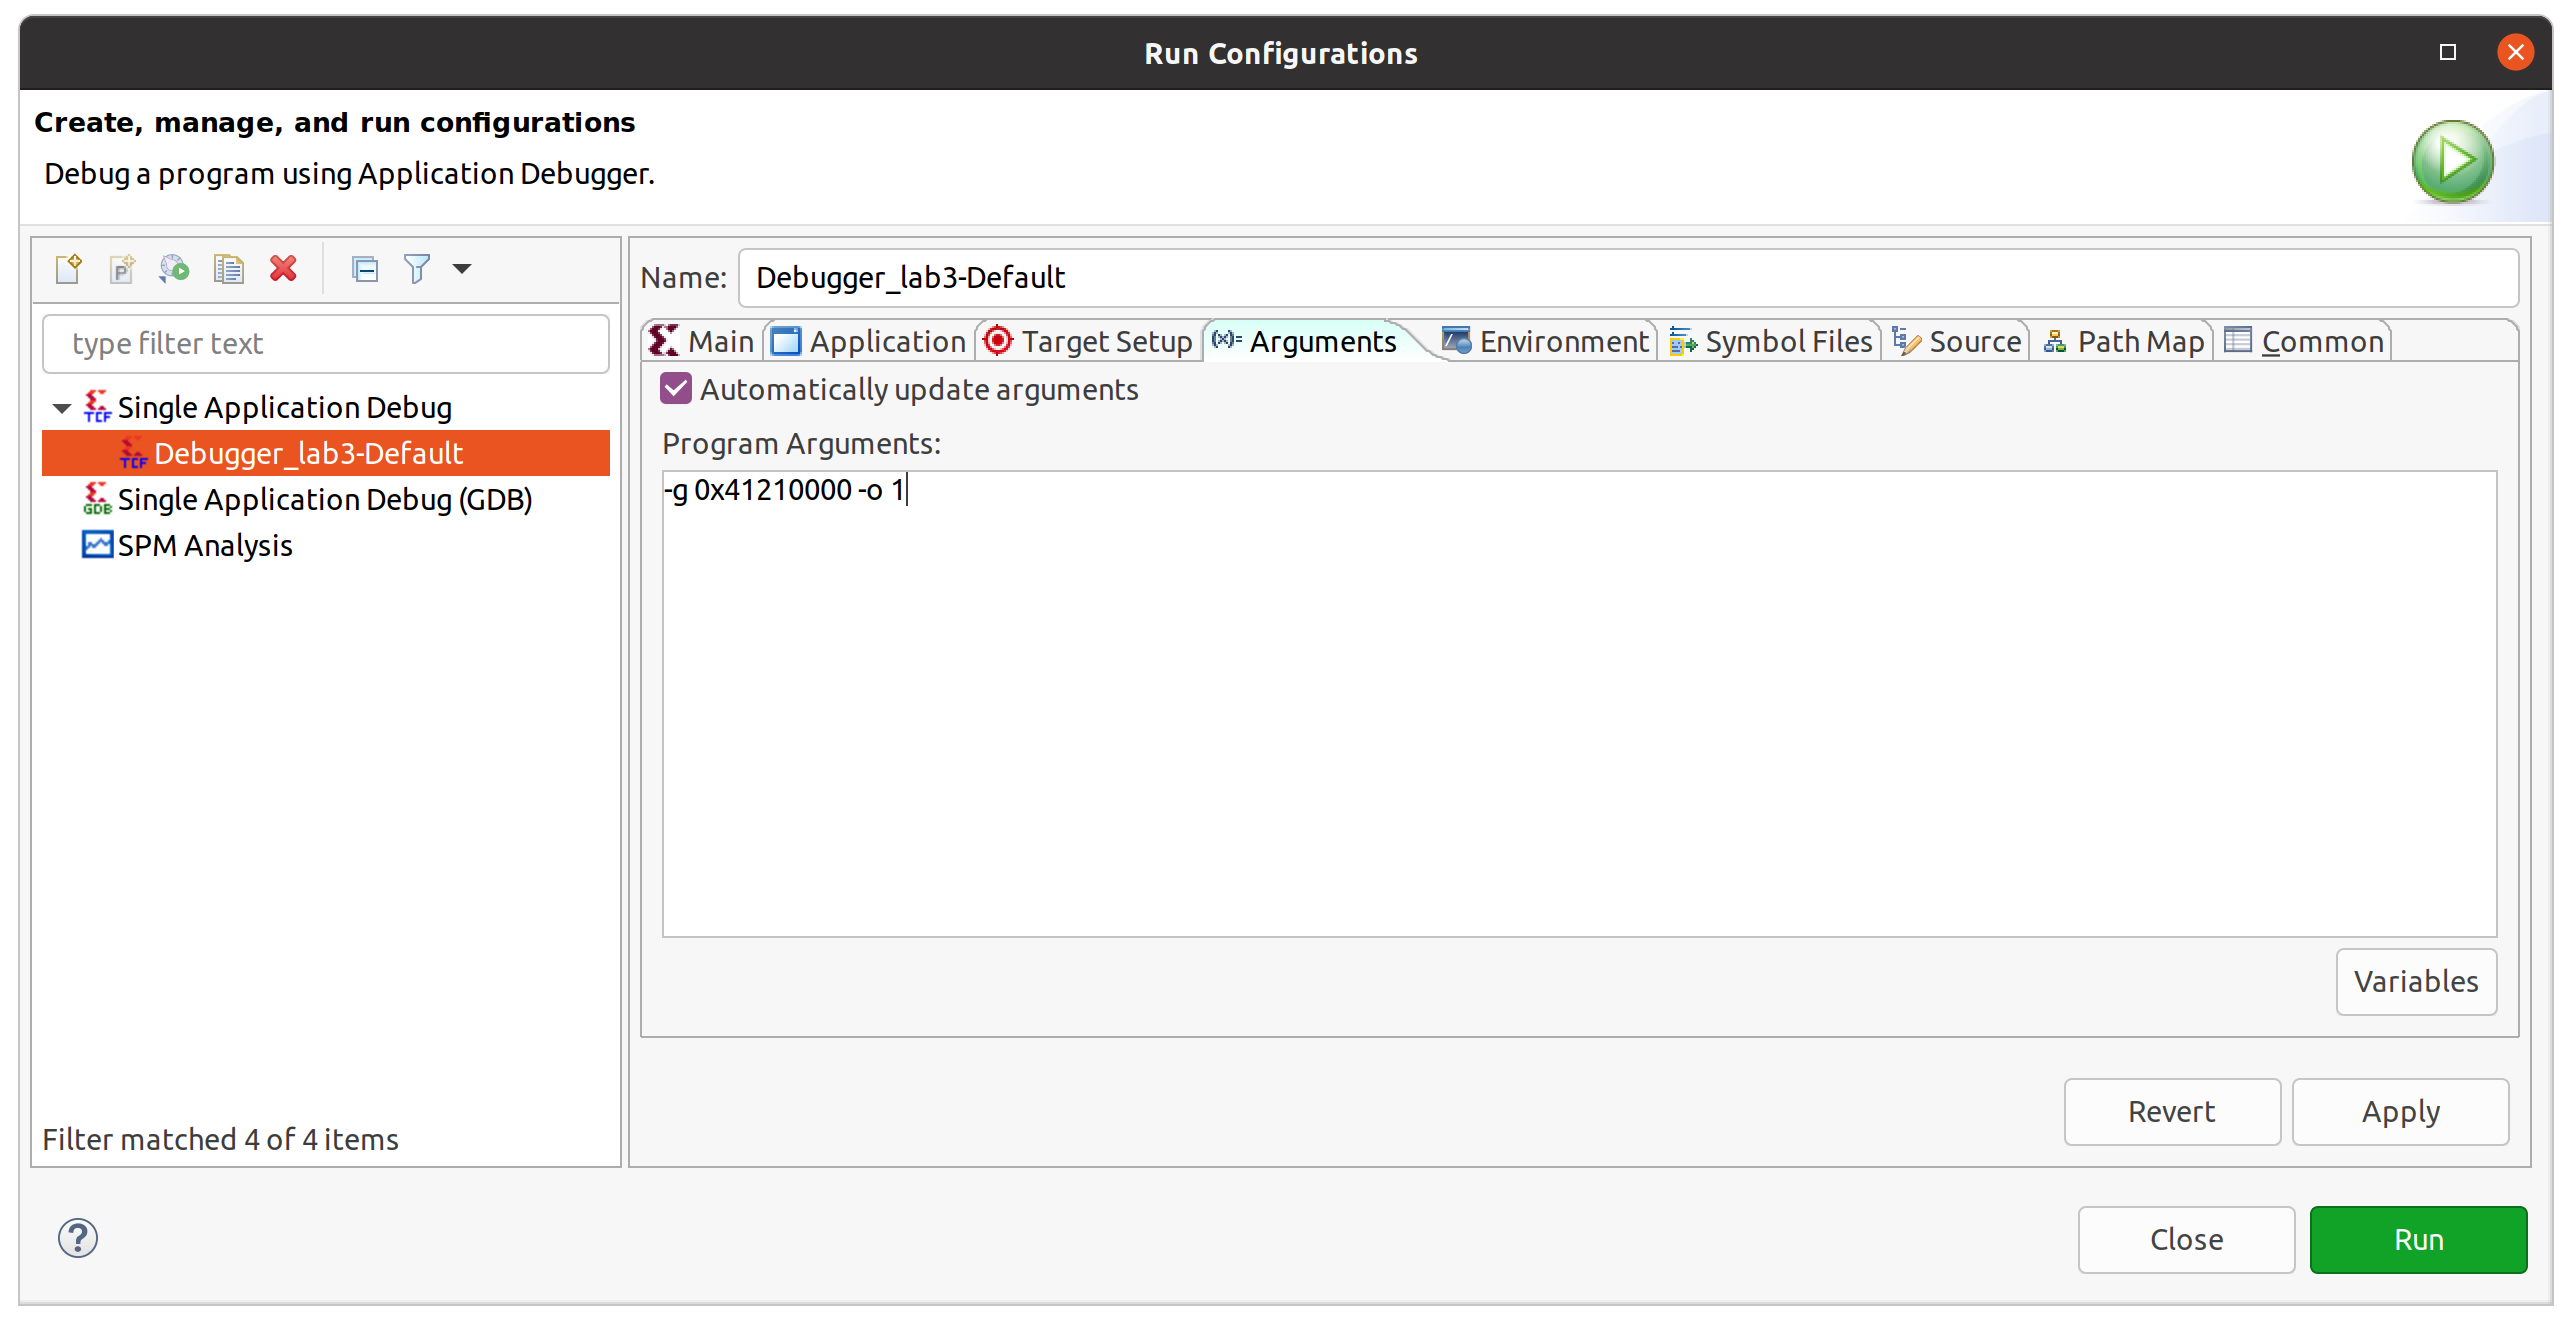 Run Configurations
Create, manage, and run configurations
Debug a program using Application Debugger.
type filter text
Single Application Debug
TCF
Debugger_lab3-Default
TCF
Single Application Debug (GDB)
GDB
SPM Analysis
Filter matched 4 of 4 items
Name: Debugger_lab3-Default
Main Application Target Setup (x)= Arguments Environment Symbol Files Source Path Map Common
Automatically update arguments
Program Arguments:
-g 0x41210000 -o 1
Variables
Revert Apply
? Close Run